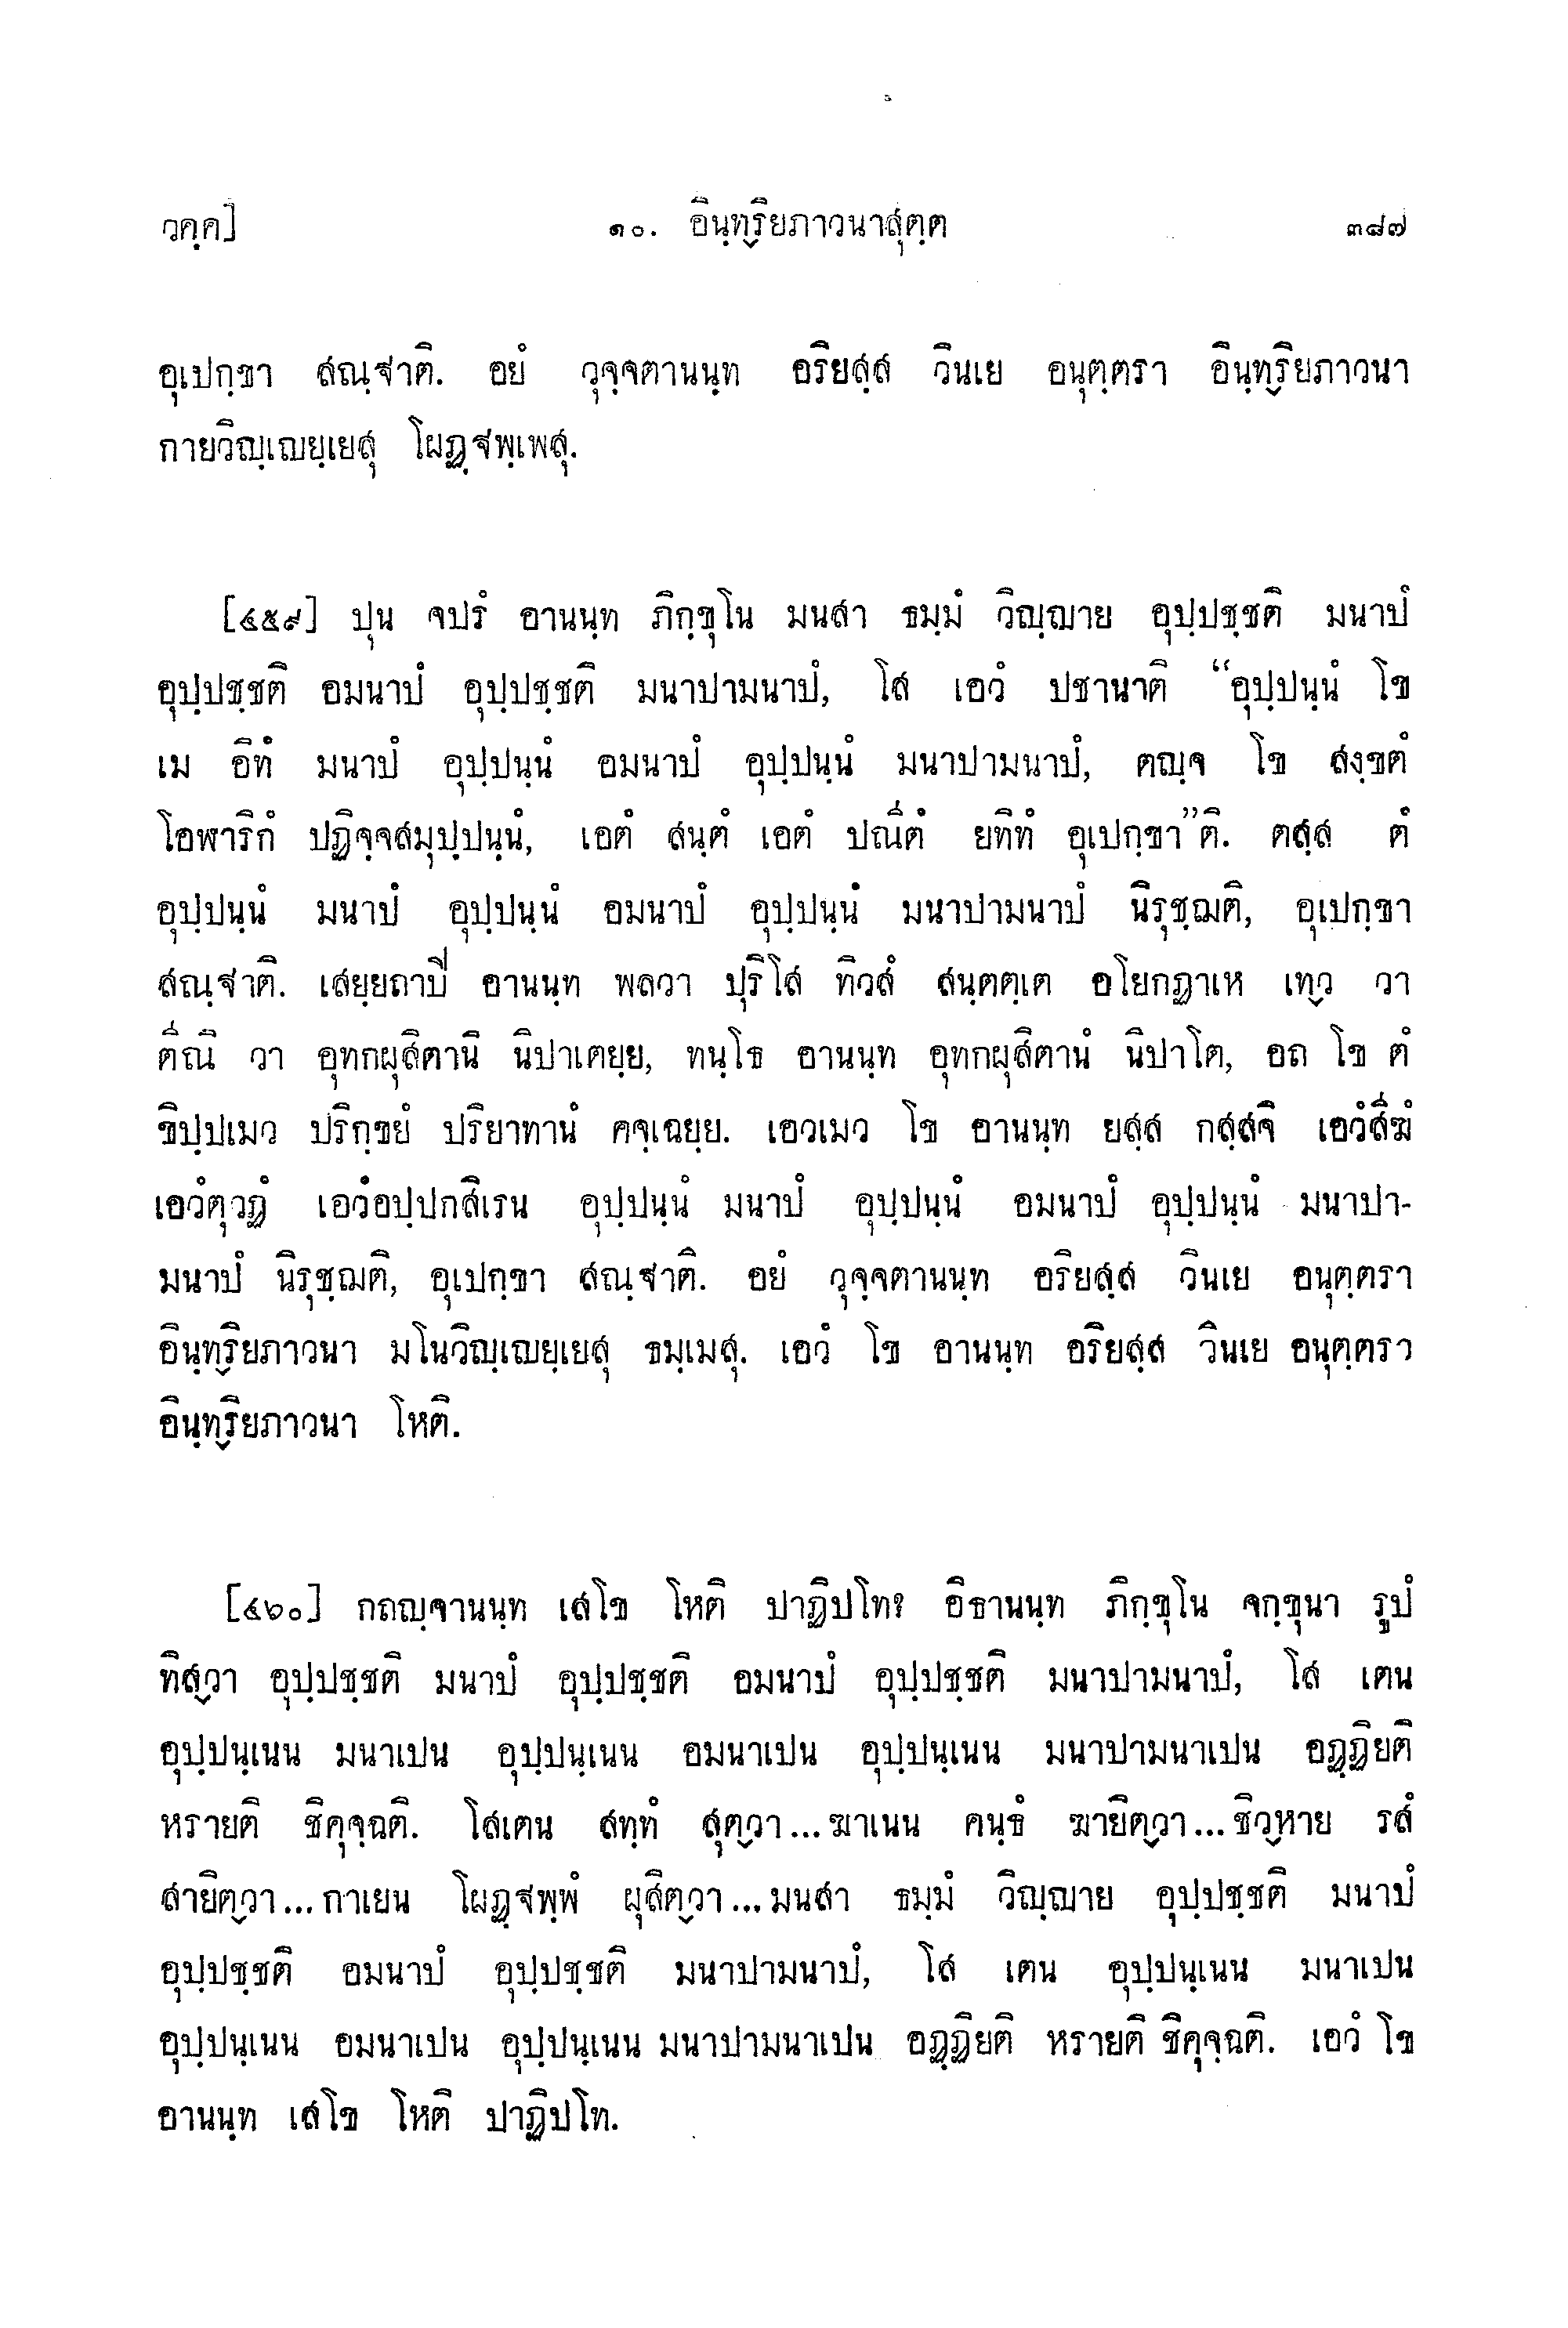 วคฺค]
๑๐. อินฺทฺริยภาวนาสุตฺต
๓๘๗
อุเปกฺขา สณฺฐาติ. อยํ วุจฺจตานนฺท อริยสฺส วินเย อนุตฺตรา อินฺทฺริยภาวนา
กายวิญฺเญยฺเยสุ โผฏฺฐพฺเพสุ.
[๔๕๙] ปุน จปรํ อานนฺท ภิกฺขุโน มนสา ธมฺมํ วิญฺญาย อุปฺปชฺชติ มนาปํ
อุปฺปชฺชติ อมนาปํ อุปฺปชฺชติ มนาปามนาปํ, โส เอวํ ปชานาติ “อุปฺปนฺนํ โข
เม อิทํ มนาปํ อุปฺปนฺนํ อมนาปํ อุปฺปนฺนํ มนาปามนาปํ, ตญฺจ โข สงฺขตํ
โอฬาริกํ ปฏิจฺจสมุปฺปนฺนํ, เอตํ สนฺตํ เอตํ ปณีตํ ยทิทํ อุเปกฺขา”ติ. ตสฺส ตํ
อุปฺปนฺนํ มนาปํ อุปฺปนฺนํ อมนาปํ อุปฺปนฺนํ มนาปามนาปํ นิรุชฺฌติ, อุเปกฺขา
สณฺฐาติ. เสยฺยถาปี อานนฺท พลวา ปุริโส ทิวสํ สนฺตตฺเต อโยกฏาเห เทฺว วา
ตีณิ วา อุทกผุสิตานิ นิปาเตยฺย, ทนฺโธ อานนฺท อุทกผุสิตานํ นิปาโต, อถ โข ตํ
ขิปฺปเมว ปริกฺขยํ ปริยาทานํ คจฺเฉยฺย. เอวเมว โข อานนฺท ยสฺส กสฺสจิ เอวํสีฆํ
เอวํตุวฏํ เอวํอปฺปกสิเรน อุปฺปนฺนํ มนาปํ อุปฺปนฺนํ อมนาปํ อุปฺปนฺนํ มนาปา-
มนาปํ นิรุชฺฌติ, อุเปกฺขา สณฺฐาติ. อยํ วุจฺจตานนฺท อริยสฺส วินเย อนุตฺตรา
อินฺทฺริยภาวนา มโนวิญฺเญยฺเยสุ ธมฺเมสุ. เอวํ โข อานนฺท อริยสฺส วินเย อนุตฺตรา
อินฺทฺริยภาวนา โหติ.
[๔๖๐] กถญฺจานนฺท เสโข โหติ ปาฏิปโท? อิธานนฺท ภิกฺขุโน จกฺขุนา รูปํ
ทิสฺวา อุปฺปชฺชติ มนาปํ อุปฺปชฺชติ อมนาปํ อุปฺปชฺชติ มนาปามนาปํ, โส เตน
อุปฺปนฺเนน มนาเปน อุปฺปนฺเนน อมนาเปน อุปฺปนฺเนน มนาปามนาเปน อฏฺฏิยติ
หรายติ ชิคุจฺฉติ. โสเตน สทฺทํ สุตฺวา...ฆาเนน คนฺธํ ฆายิตฺวา...ชิวฺหาย รสํ
สายิตฺวา...กาเยน โผฏฺฐพฺพํ ผุสิตฺวา...มนสา ธมฺมํ วิญฺญาย อุปฺปชฺชติ มนาปํ
อุปฺปชฺชติ อมนาปํ อุปฺปชฺชติ มนาปามนาปํ, โส เตน อุปฺปนฺเนน มนาเปน
อุปฺปนฺเนน อมนาเปน อุปฺปนฺเนน มนาปามนาเปน อฏฺฏิยติ หรายติ ชิคุจฺฉติ. เอวํ โข
อานนฺท เสโข โหติ ปาฏิปโท.